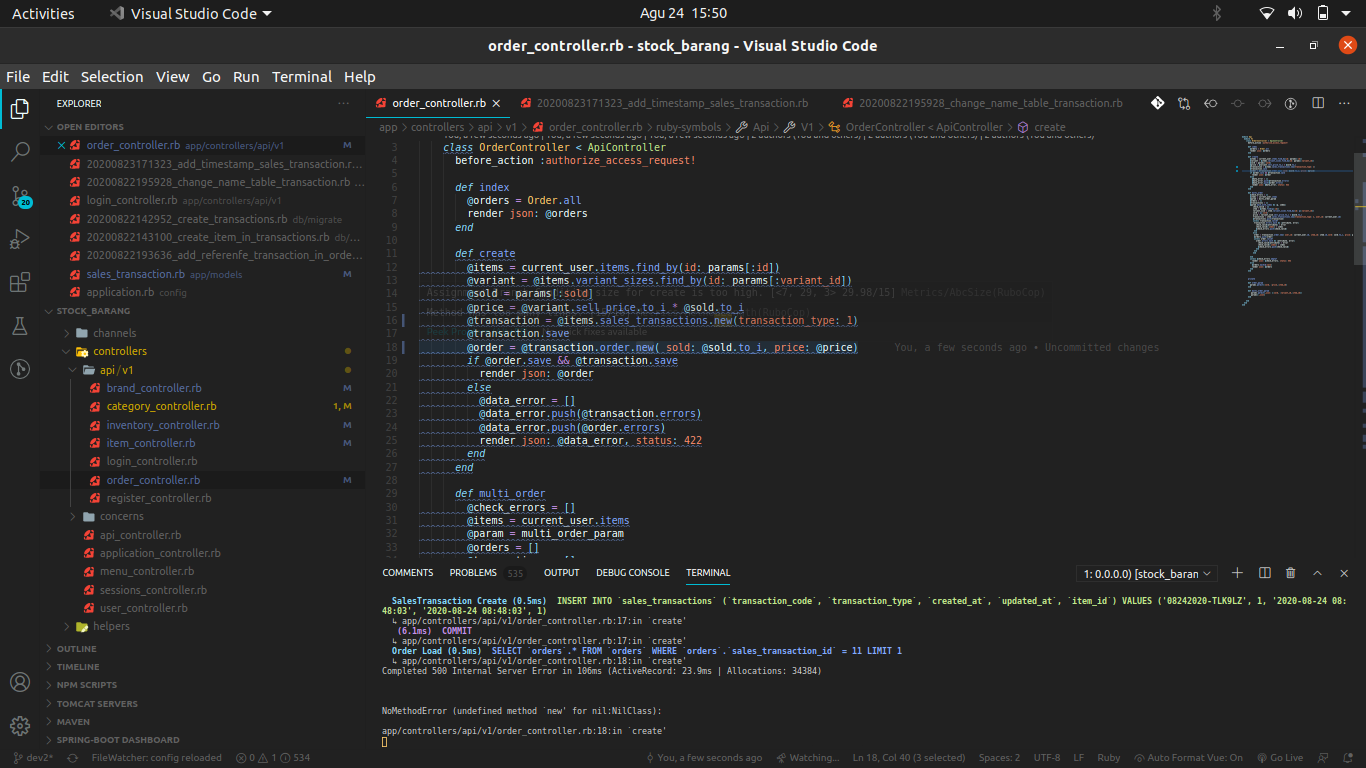 Activities
Visual Studio Code
Agu 24 15:50
order_controller.rb - stock_barang - Visual Studio Code
File Edit Selection View Go Run Terminal Help
EXPLORER
OPEN EDITORS
order_controller.rb app/controllers/api/v1 M
20200823171323_add_timestamp_sales_transaction.r...
20200822195928_change_name_table_transaction.rb ...
login_controller.rb app/controllers/api/v1
20200822142952_create_transactions.rb db/migrate
20200822143100_create_item_in_transactions.rb db/...
20200822193636_add_referenfe_transaction_in_orde...
sales_transaction.rb app/models M
application.rb config
STOCK_BARANG
channels
controllers
api/v1
brand_controller.rb M
category_controller.rb 1, M
inventory_controller.rb M
item_controller.rb M
login_controller.rb
order_controller.rb M
register_controller.rb
concerns
api_controller.rb
application_controller.rb
menu_controller.rb
sessions_controller.rb
user_controller.rb
helpers
OUTLINE
TIMELINE
NPM SCRIPTS
TOMCAT SERVERS
MAVEN
SPRING-BOOT DASHBOARD
20
order_controller.rb
20200823171323_add_timestamp_sales_transaction.rb
20200822195928_change_name_table_transaction.rb
app > controllers > api > v1 > order_controller.rb > ruby-symbols > Api > V1 > OrderController < ApiController > create
3 class OrderController < ApiController
4 before_action :authorize_access_request!
5
6 def index
7 @orders = Order.all
8 render json: @orders
9 end
10
11 def create
12 @items = current_user.items.find_by(id: params[:id])
13 @variant = @items.variant_sizes.find_by(id: params[:variant_id])
14 @sold = params[:sold]
size for create is too high. [<7, 29, 3> 29.98/15] Metrics/AbcSize(RuboCop)
15 @price = @variant.sell_price.to_i * @sold.to_i
16 @transaction = @items.sales_transactions.new(transaction_type: 1)
17 @transaction.save
18 @order = @transaction.order.new( sold: @sold.to_i, price: @price) You, a few seconds ago • Uncommitted changes
19 if @order.save && @transaction.save
20 render json: @order
21 else
22 @data_error = []
23 @data_error.push(@transaction.errors)
24 @data_error.push(@order.errors)
25 render json: @data_error, status: 422
26 end
27 end
28
29 def multi_order
30 @check_errors = []
31 @items = current_user.items
32 @param = multi_order_param
33 @orders = []
COMMENTS PROBLEMS 535 OUTPUT DEBUG CONSOLE TERMINAL
1: 0.0.0.0) [stock_baran
SalesTransaction Create (0.5ms) INSERT INTO `sales_transactions` (`transaction_code`, `transaction_type`, `created_at`, `updated_at`, `item_id`) VALUES ('08242020-TLK9LZ', 1, '2020-08-24 08:
48:03', '2020-08-24 08:48:03', 1)
↳ app/controllers/api/v1/order_controller.rb:17:in `create'
(6.1ms) COMMIT
↳ app/controllers/api/v1/order_controller.rb:17:in `create'
Order Load (0.5ms) SELECT `orders`.* FROM `orders` WHERE `orders`.`sales_transaction_id` = 11 LIMIT 1
↳ app/controllers/api/v1/order_controller.rb:18:in `create'
Completed 500 Internal Server Error in 106ms (ActiveRecord: 23.9ms | Allocations: 34384)
NoMethodError (undefined method `new' for nil:NilClass):
app/controllers/api/v1/order_controller.rb:18:in `create'
dev2* FileWatcher: config reloaded 0 1 534 You, a few seconds ago Watching... Ln 18, Col 40 (3 selected) Spaces: 2 UTF-8 LF Ruby Auto Format Vue: On Go Live